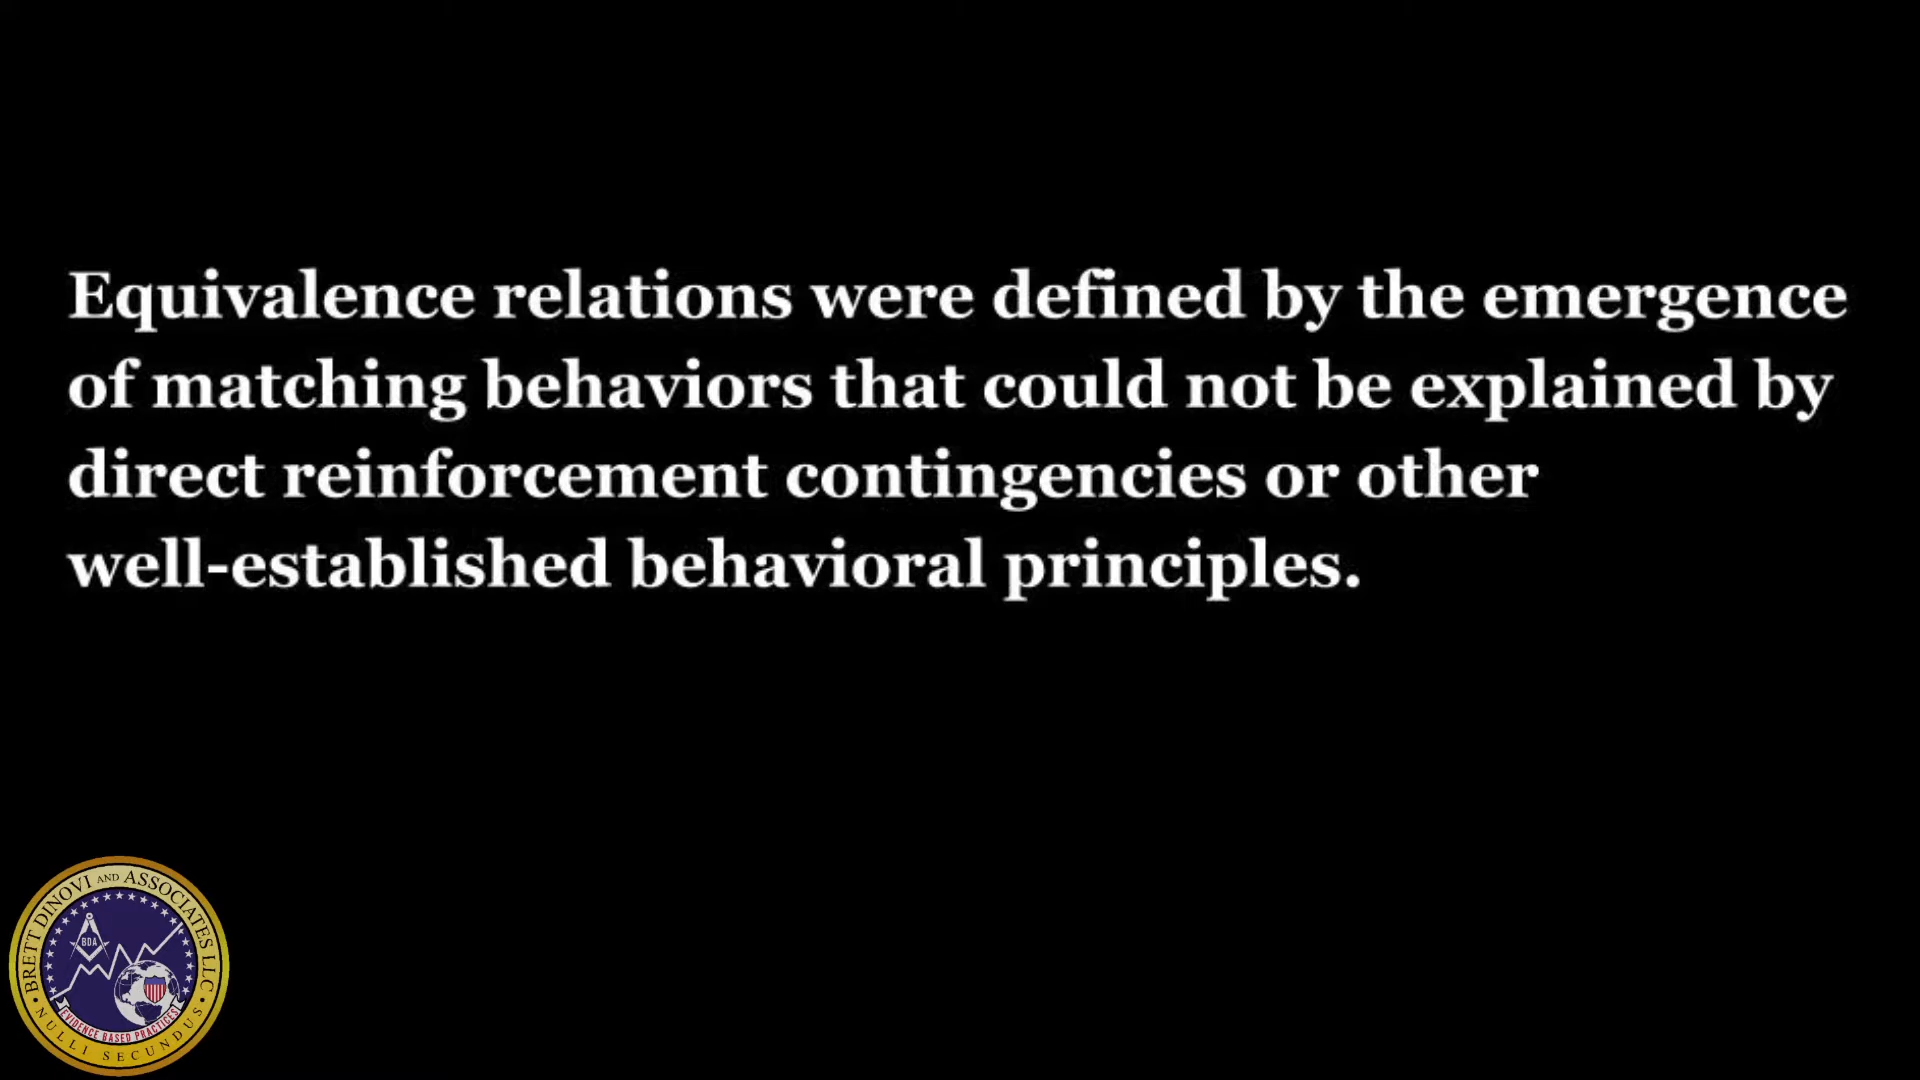 Equivalence relations were defined by the emergence
of matching behaviors that could not be explained by
direct reinforcement contingencies or other
well-established behavioral principles.
BRETT DINOVI AND ASSOCIATES LLC
BDA
EVIDENCE BASED PRACTICES
NULLI SECUNDUS